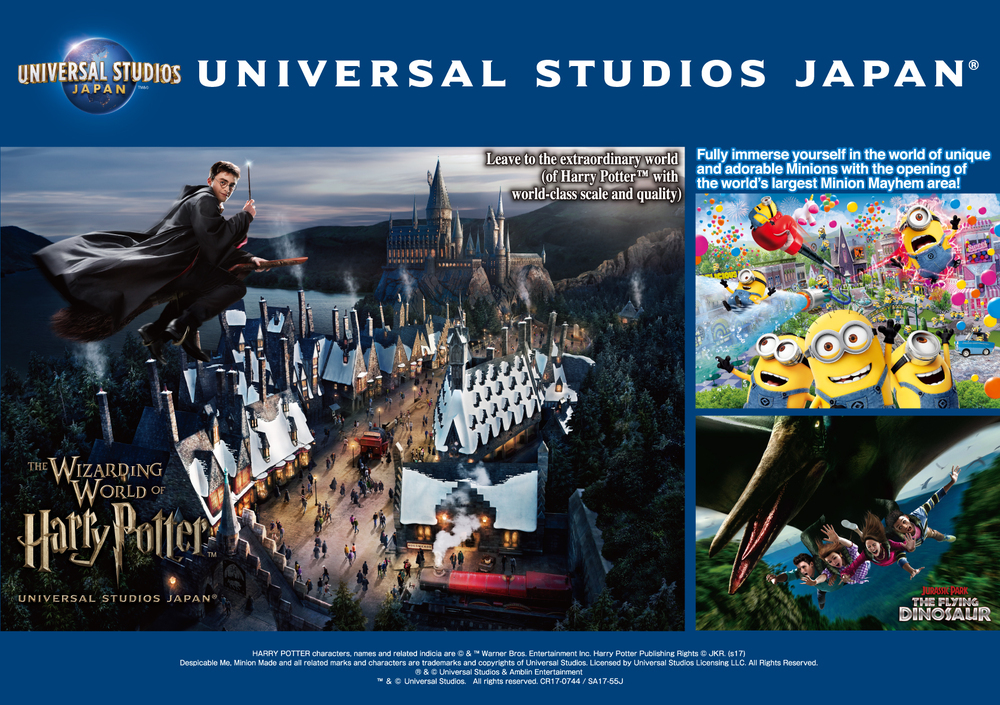 UNIVERSAL STUDIOS
JAPAN TM&©
UNIVERSAL STUDIOS JAPAN®
Leave to the extraordinary world
(of Harry Potter™ with
world-class scale and quality)
THE WIZARDING
WORLD OF
Harry Potter™
UNIVERSAL STUDIOS JAPAN®
Fully immerse yourself in the world of unique
and adorable Minions with the opening of
the world's largest Minion Mayhem area!
JURASSIC PARK
THE FLYING
DINOSAUR
HARRY POTTER characters, names and related indicia are © & ™ Warner Bros. Entertainment Inc. Harry Potter Publishing Rights © JKR. (s17)
Despicable Me, Minion Made and all related marks and characters are trademarks and copyrights of Universal Studios. Licensed by Universal Studios Licensing LLC. All Rights Reserved.
® & © Universal Studios & Amblin Entertainment
™ & © Universal Studios. All rights reserved. CR17-0744 / SA17-55J